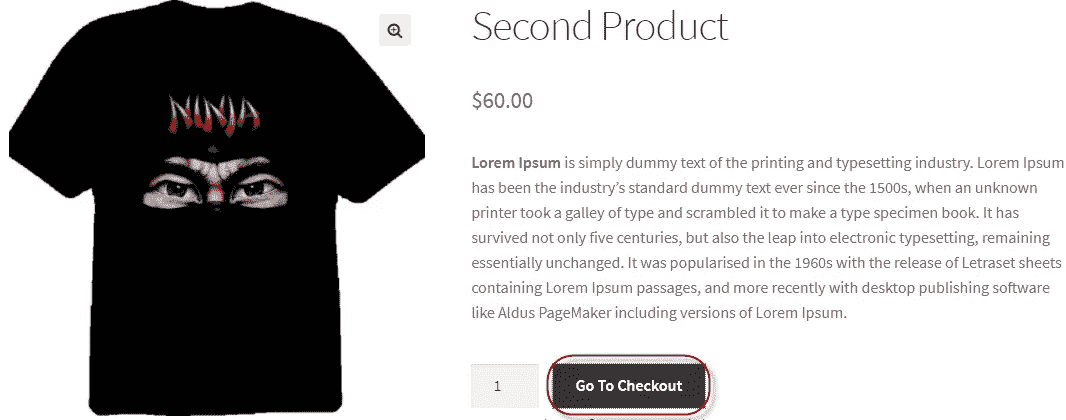 NINJA
Second Product
$60.00
Lorem Ipsum is simply dummy text of the printing and typesetting industry. Lorem Ipsum
has been the industry’s standard dummy text ever since the 1500s, when an unknown
printer took a galley of type and scrambled it to make a type specimen book. It has
survived not only five centuries, but also the leap into electronic typesetting, remaining
essentially unchanged. It was popularised in the 1960s with the release of Letraset sheets
containing Lorem Ipsum passages, and more recently with desktop publishing software
like Aldus PageMaker including versions of Lorem Ipsum.
1
Go To Checkout